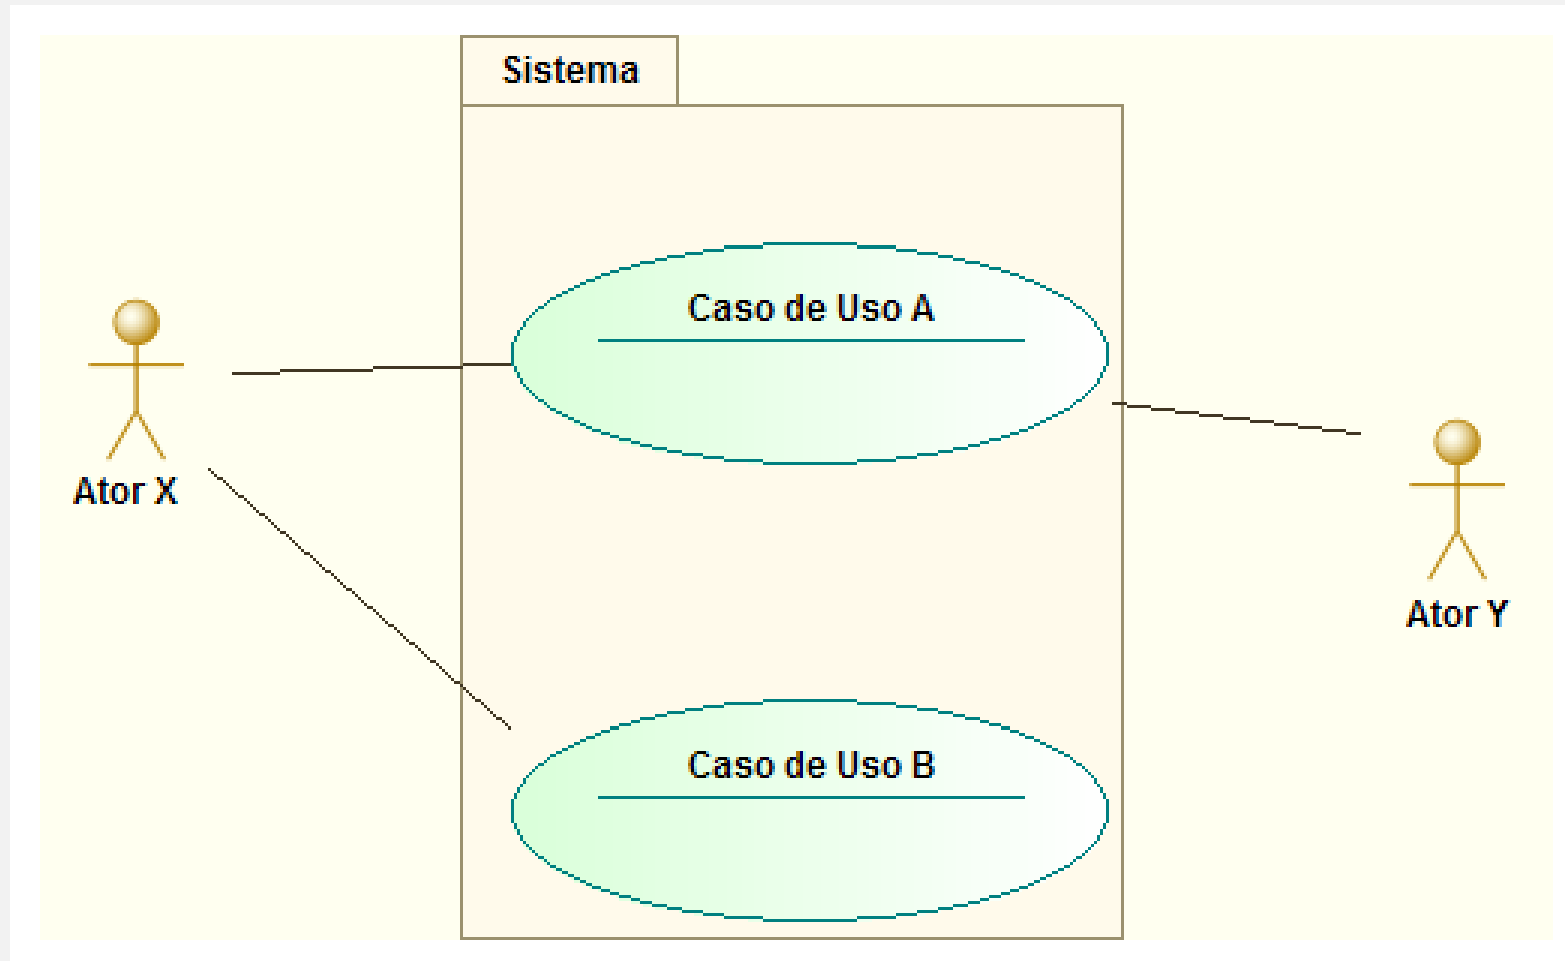 Sistema
Caso de Uso A
Ator X
Ator Y
Caso de Uso B